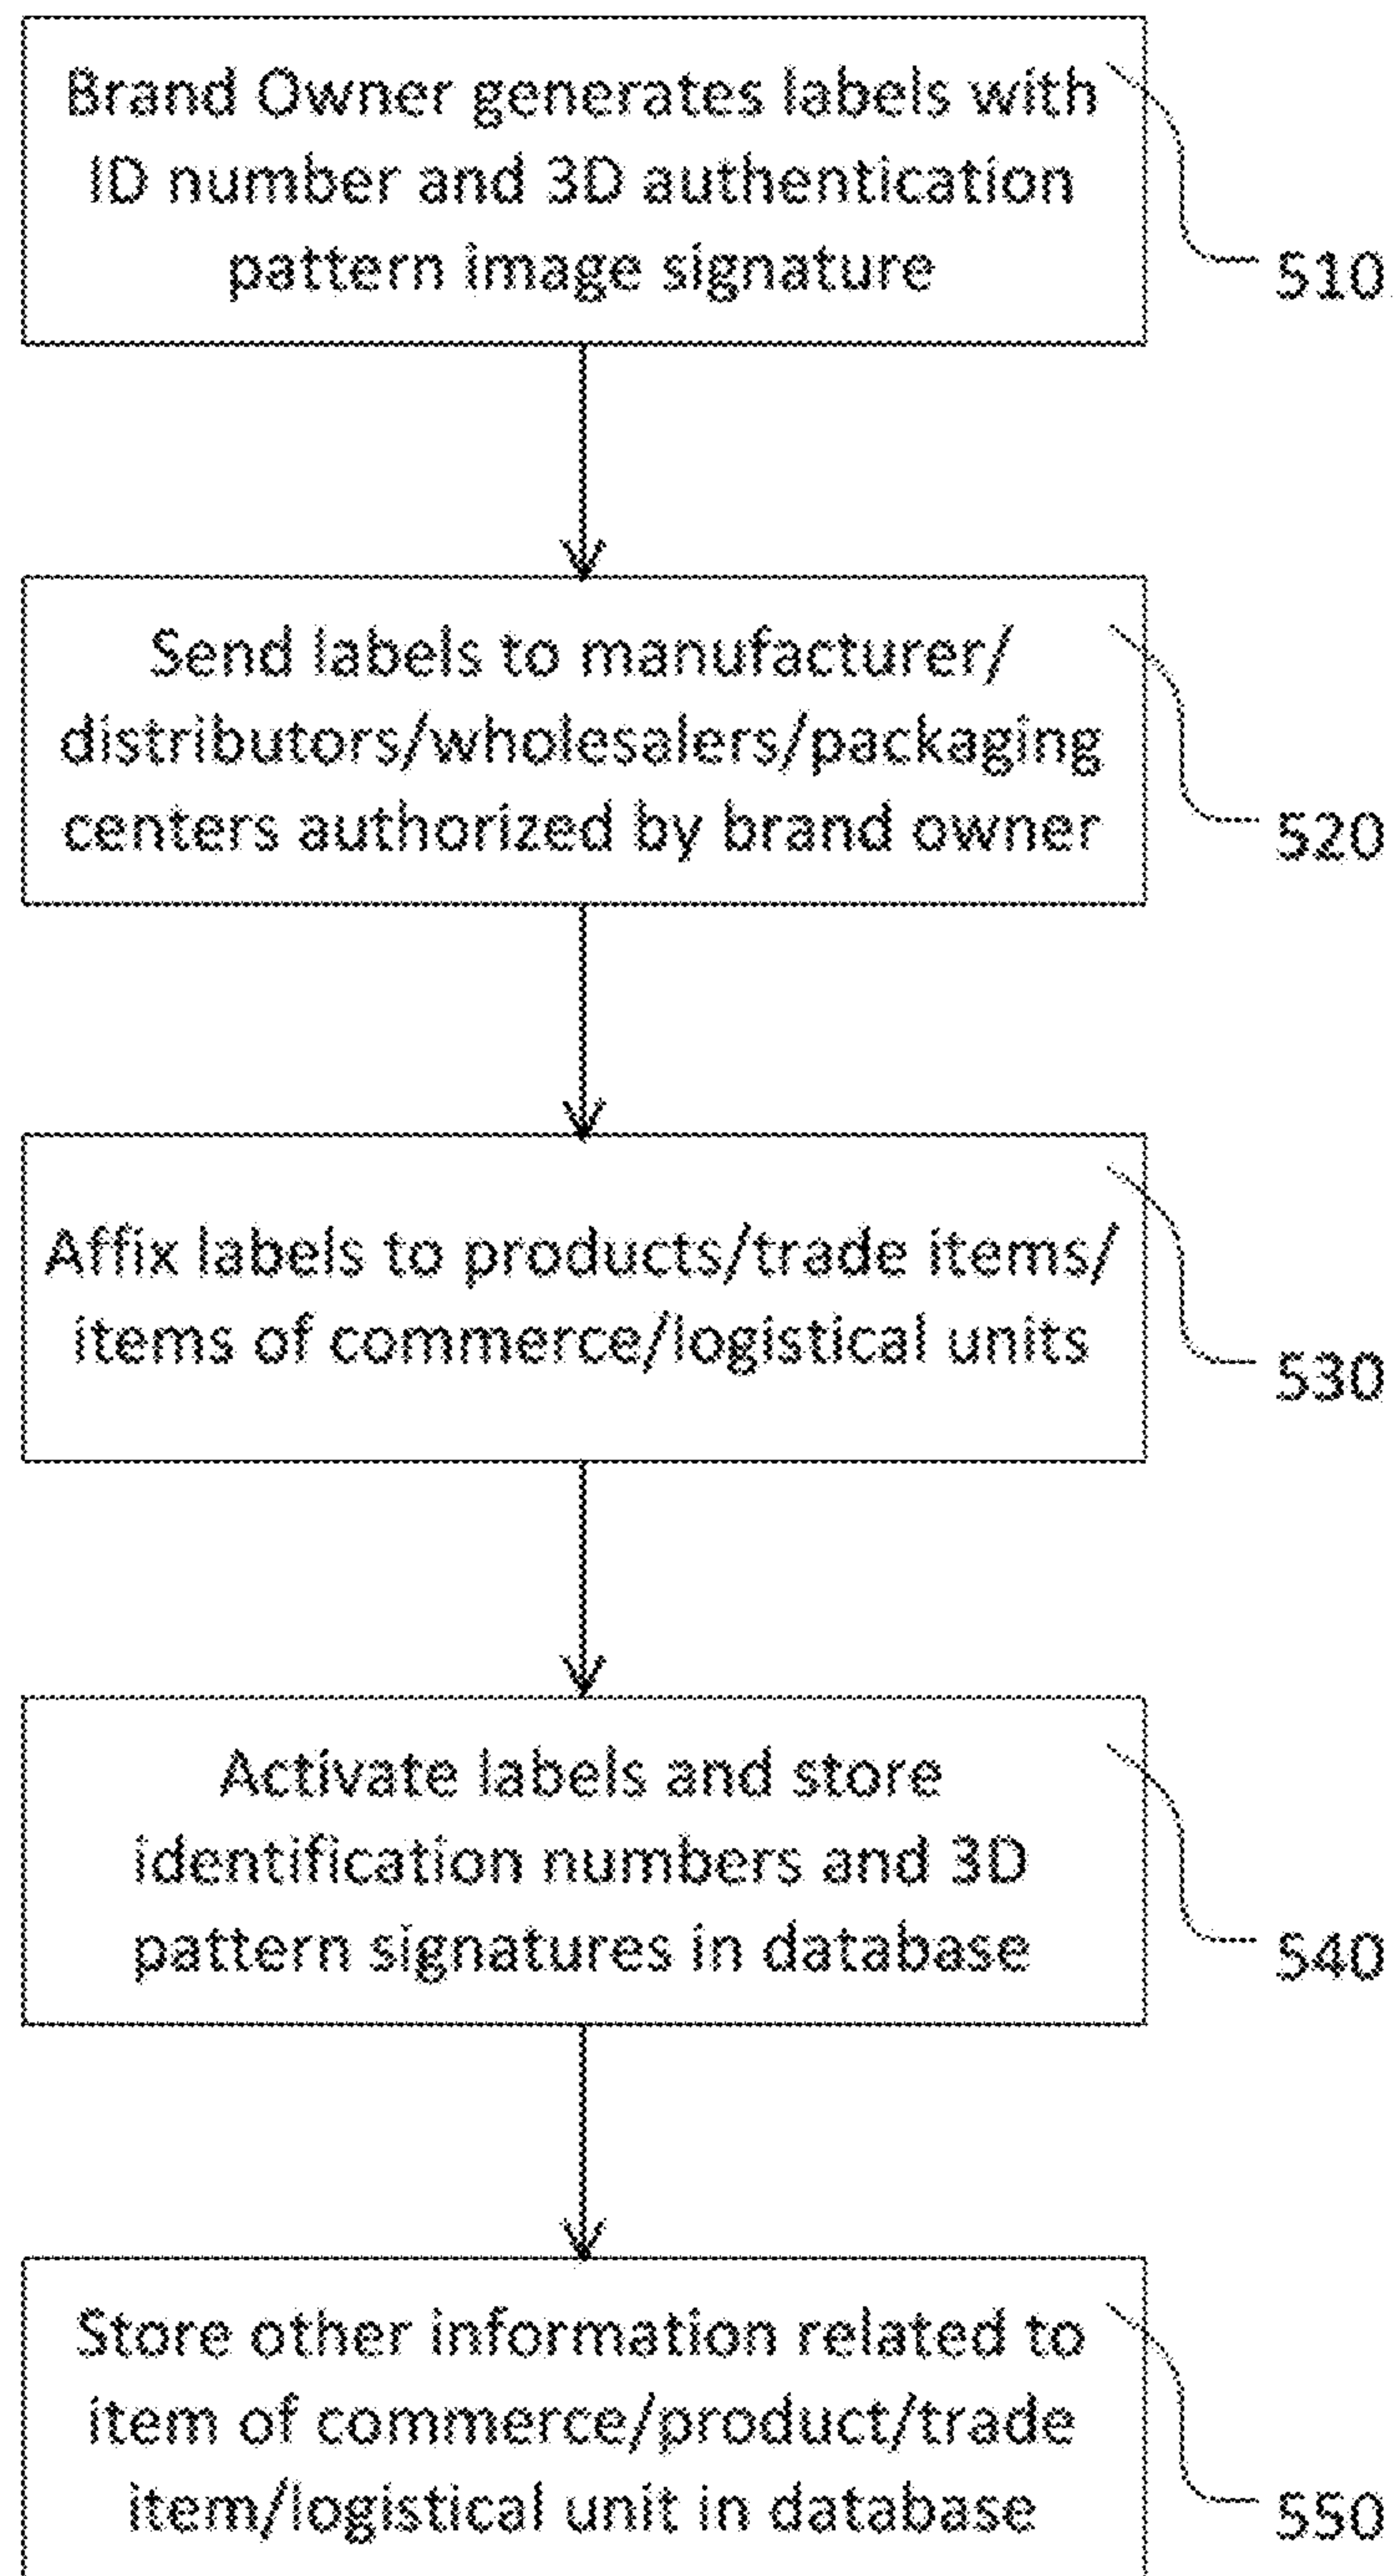 Brand Owner generates labels with
ID number and 3D authentication
pattern image signature
510
Send labels to manufacturer/
distributors/wholesalers/packaging
centers authorized by brand owner
520
Affix labels to products/trade items/
items of commerce/logistical units
530
Activate labels and store
identification numbers and 3D
pattern signatures in database
540
Store other information related to
item of commerce/product/trade
item/logistical unit in database
550